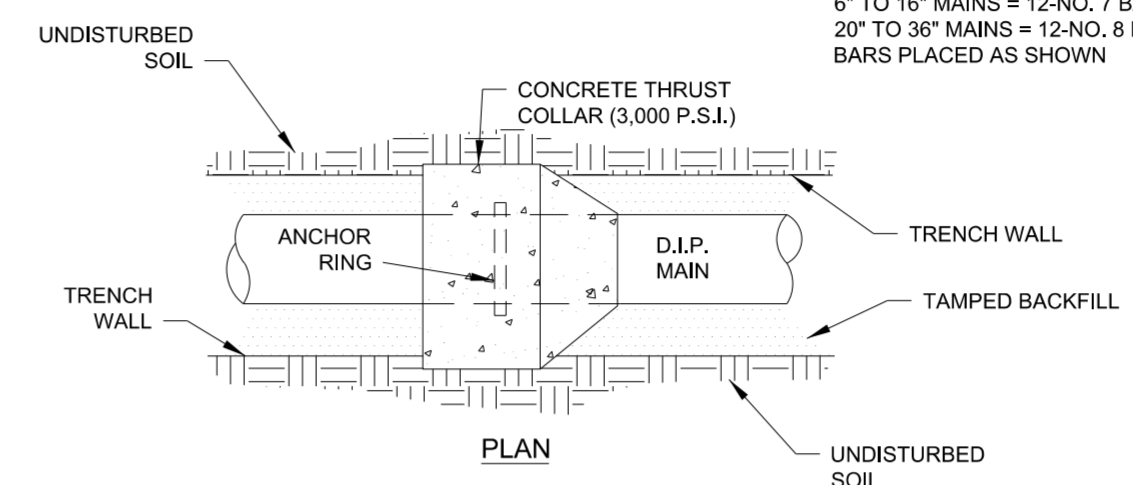 6" TO 16" MAINS = 12-NO. 7
20" TO 36" MAINS = 12-NO. 8
BARS PLACED AS SHOWN
UNDISTURBED
SOIL
CONCRETE THRUST
COLLAR (3,000 P.S.I.)
ANCHOR
RING
D.I.P.
MAIN
TRENCH WALL
TRENCH
WALL
TAMPED BACKFILL
PLAN
UNDISTURBED
SOIL